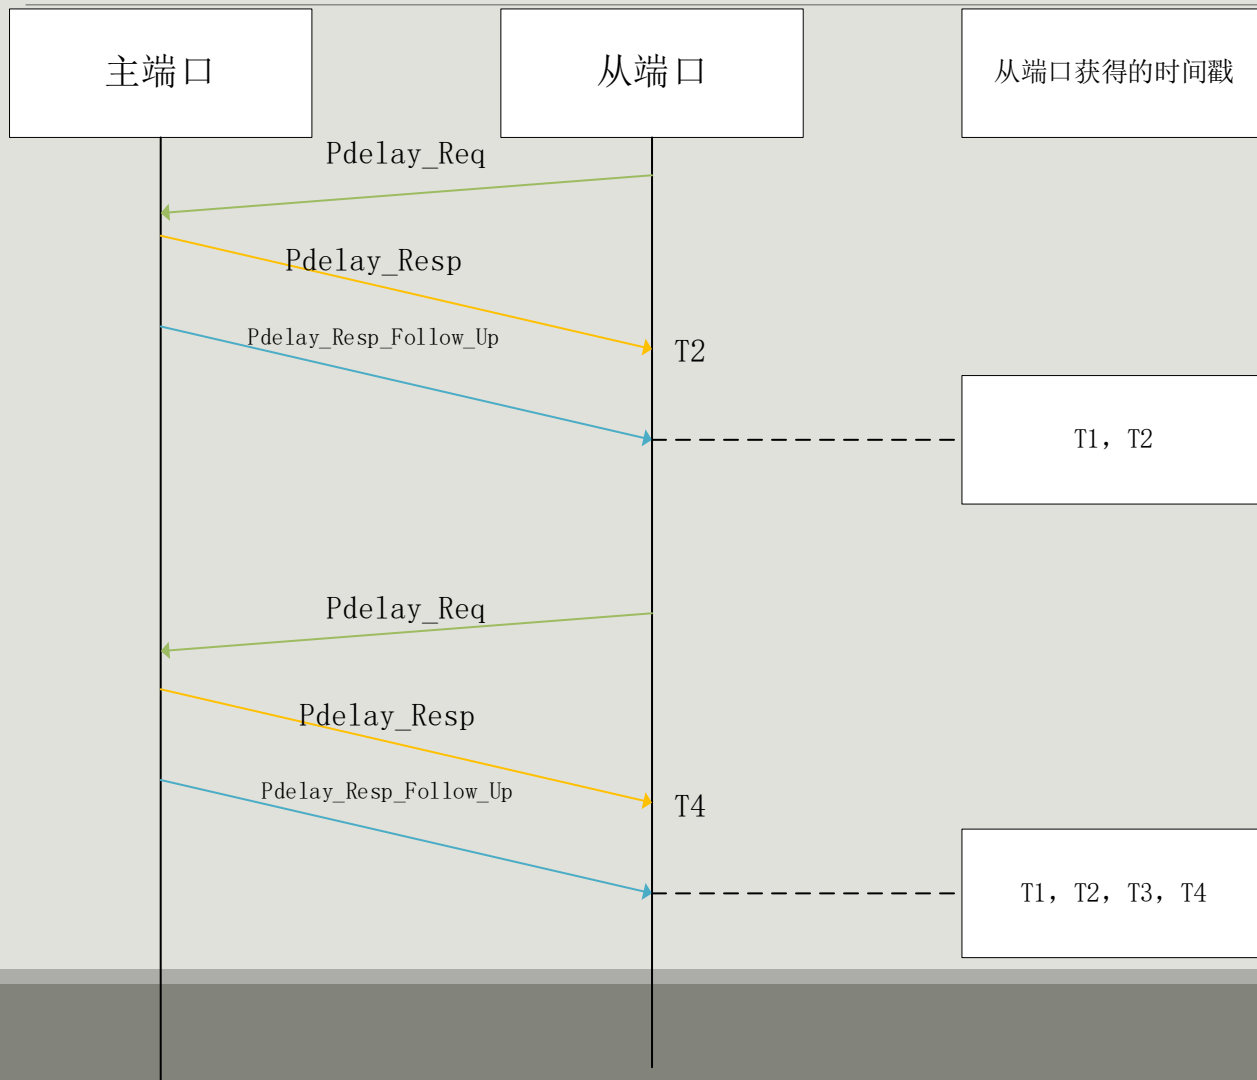 主端口
从端口
从端口获得的时间戳
Pdelay_Req
Pdelay_Resp
Pdelay_Resp_Follow_Up
T2
T1, T2
Pdelay_Req
Pdelay_Resp
Pdelay_Resp_Follow_Up
T4
T1, T2, T3, T4